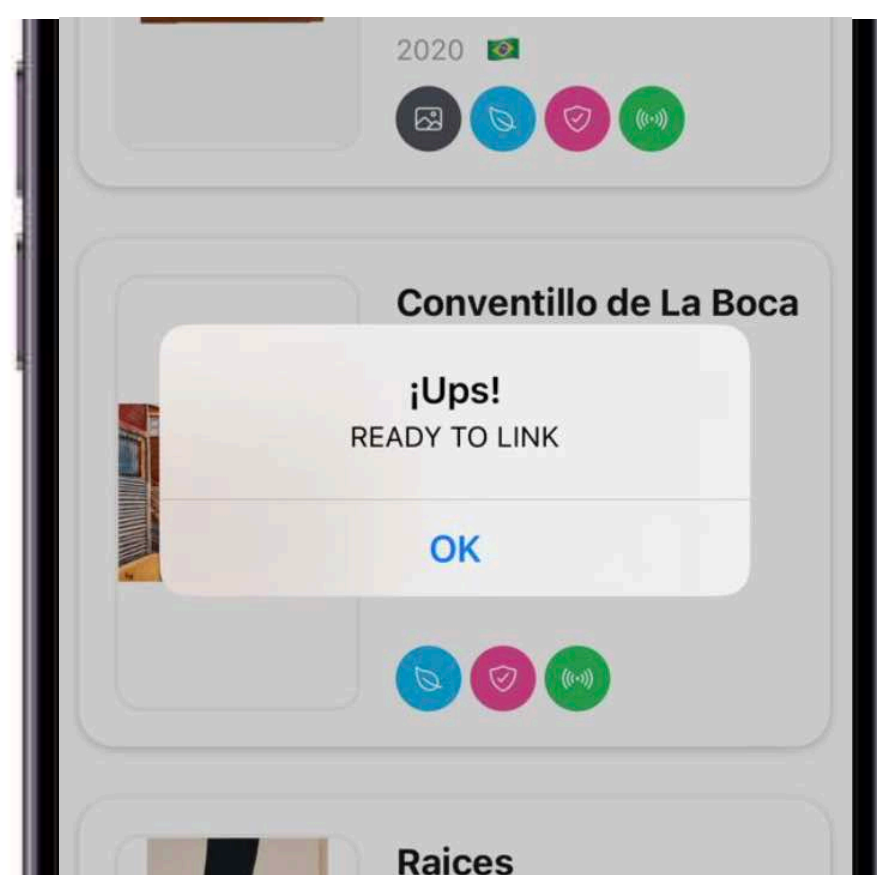 2020
Conventillo de La Boca
¡Ups!
READY TO LINK
OK
Raices